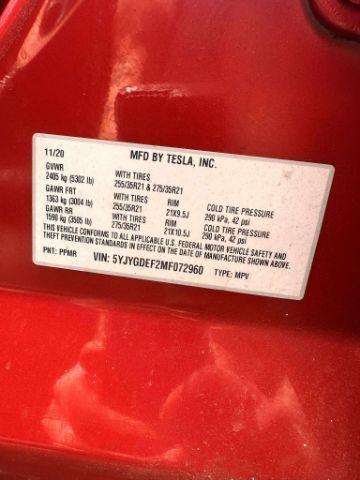 11/20 MFD BY TESLA, INC.
GVWR
2405 kg (5302 lb) WITH TIRES 255/35R21 & 275/35R21
GAWR FRT WITH TIRES RIM COLD TIRE PRESSURE
1363 kg (3004 lb) 255/35R21 21X9.5J 290 kPa, 42 psi
GAWR RR WITH TIRES RIM COLD TIRE PRESSURE
1590 kg (3505 lb) 275/35R21 21X10.5J 290 kPa, 42 psi
THIS VEHICLE CONFORMS TO ALL APPLICABLE U.S. FEDERAL MOTOR VEHICLE SAFETY AND
THEFT PREVENTION STANDARDS IN EFFECT ON THE DATE OF MANUFACTURE SHOWN ABOVE.
PNT: PPMR VIN: 5YJYGDEF2MF072960 TYPE: MPV